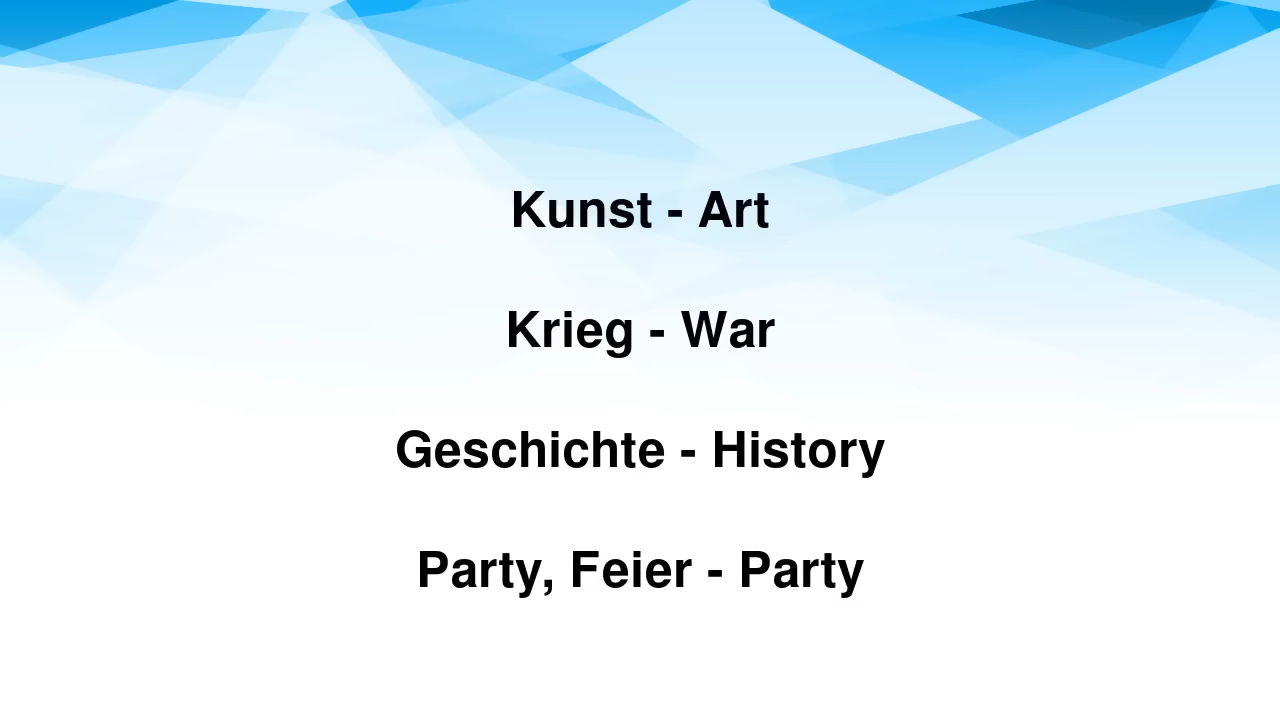 Kunst - Art
Krieg - War
Geschichte - History
Party, Feier - Party